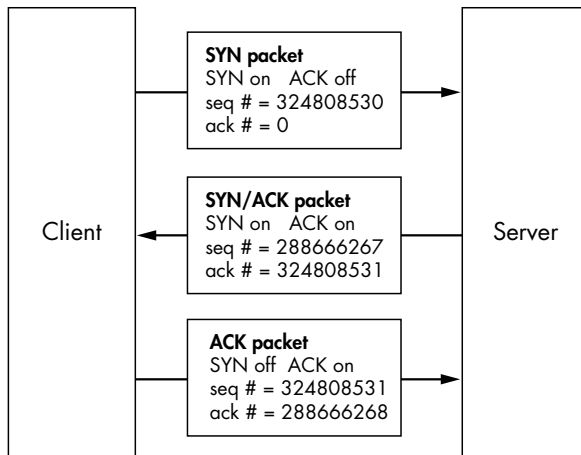 SYN packet
SYN on ACK off
seq # = 324808530
ack # = 0
SYN/ACK packet
SYN on ACK on
seq # = 288666267
ack # = 324808531
Client
Server
ACK packet
SYN off ACK on
seq # = 324808531
ack # = 288666268